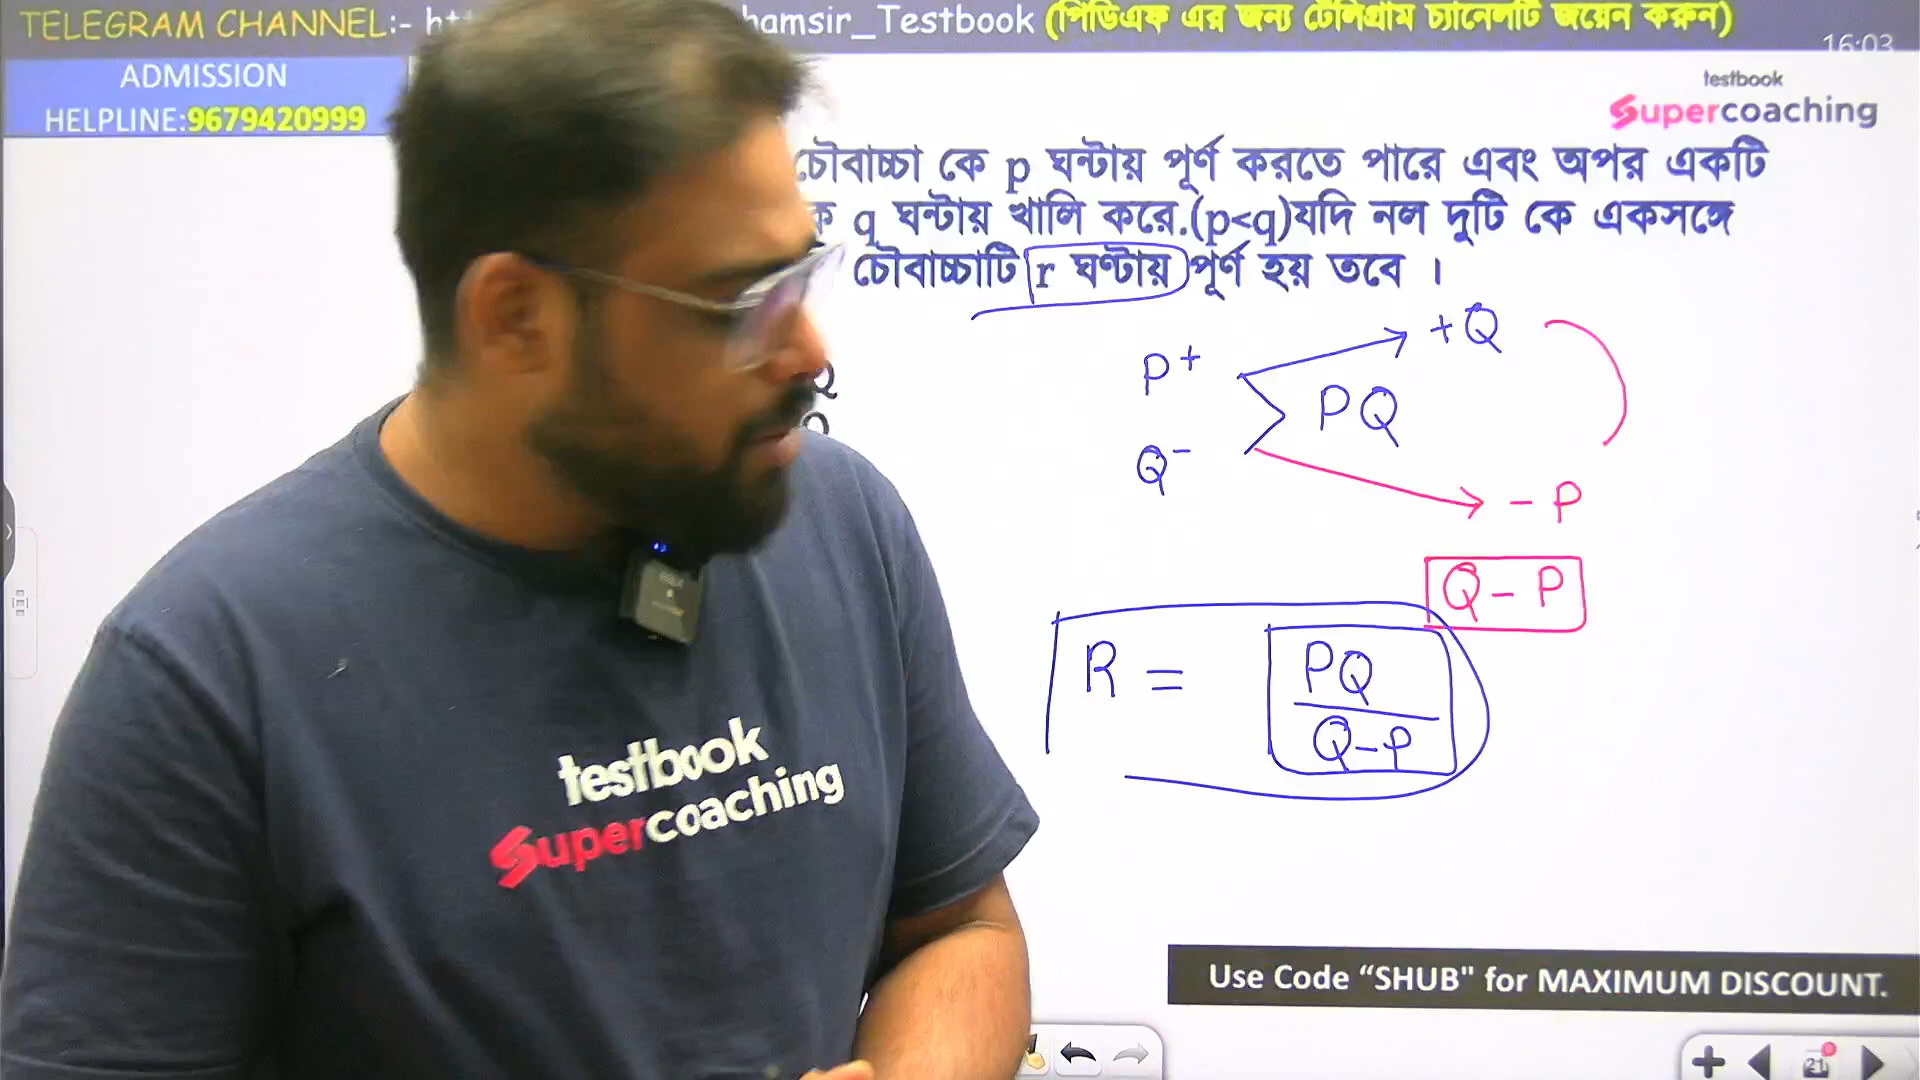 TELEGRAM CHANNEL:- hamsir_Testbook (পিডিএফ এর জন্য টেলিগ্রাম চ্যানেলটি জয়েন করুন)
16:03
ADMISSION
HELPLINE:9679420999
testbook
Supercoaching
চৌবাচ্চা কে p ঘন্টায় পূর্ণ করতে পারে এবং অপর একটি
q ঘন্টায় খালি করে.(p<q)যদি নল দুটি কে একসঙ্গে
চৌবাচ্চাটি r ঘণ্টায় পূর্ণ হয় তবে ।
+Q
P+
PQ
Q-
- P
Q - P
R = PQ
Q-P
testbook
Supercoaching
Use Code “SHUB" for MAXIMUM DISCOUNT.
21